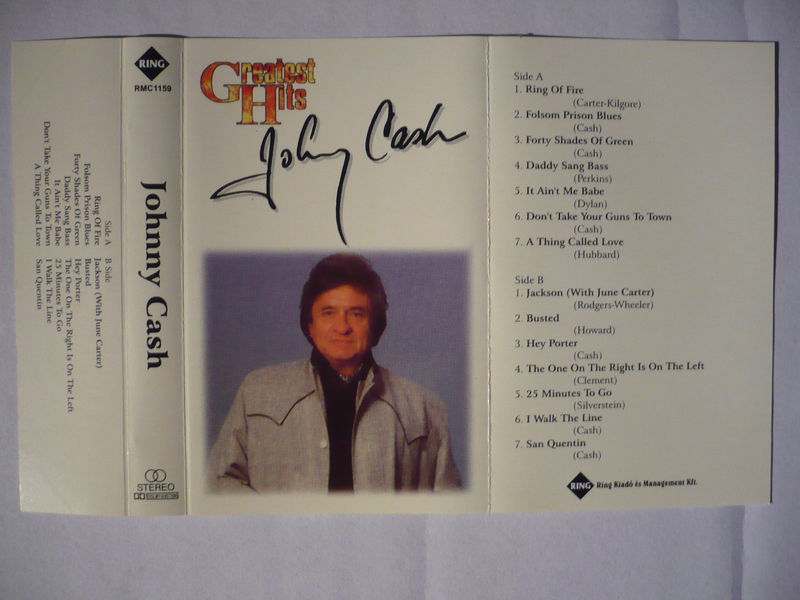 Side A B Side
Ring Of Fire Jackson (With June Carter)
Folsom Prison Blues Busted
Forty Shades Of Green Hey Porter
Daddy Sang Bass The One On The Right Is On The Left
It Ain't Me Babe 25 Minutes To Go
Don't Take Your Guns To Town I Walk The Line
A Thing Called Love San Quentin
RING
RMC1159
Johnny Cash
STEREO
Greatest
Hits
Johnny Cash
Side A
1. Ring Of Fire
(Carter-Kilgore)
2. Folsom Prison Blues
(Cash)
3. Forty Shades Of Green
(Cash)
4. Daddy Sang Bass
(Perkins)
5. It Ain't Me Babe
(Dylan)
6. Don't Take Your Guns To Town
(Cash)
7. A Thing Called Love
(Hubbard)
Side B
1. Jackson (With June Carter)
(Rodgers-Wheeler)
2. Busted
(Howard)
3. Hey Porter
(Cash)
4. The One On The Right Is On The Left
(Clement)
5. 25 Minutes To Go
(Silverstein)
6. I Walk The Line
(Cash)
7. San Quentin
(Cash)
RING Ring Kiadó és Management Kft.